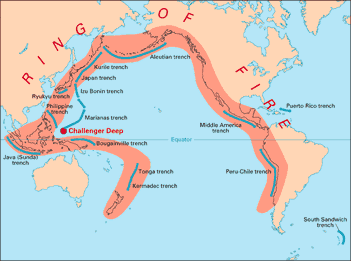 RING OF FIRE
Kurile trench
Aleutian trench
Japan trench
Izu Bonin trench
Ryukyu trench
Philippine
trench
Marianas trench
Challenger Deep
Bougainville trench
Equator
Java (Sunda)
trench
Tonga trench
Kermadec trench
Middle America
trench
Puerto Rico trench
Peru-Chile trench
South Sandwich
trench